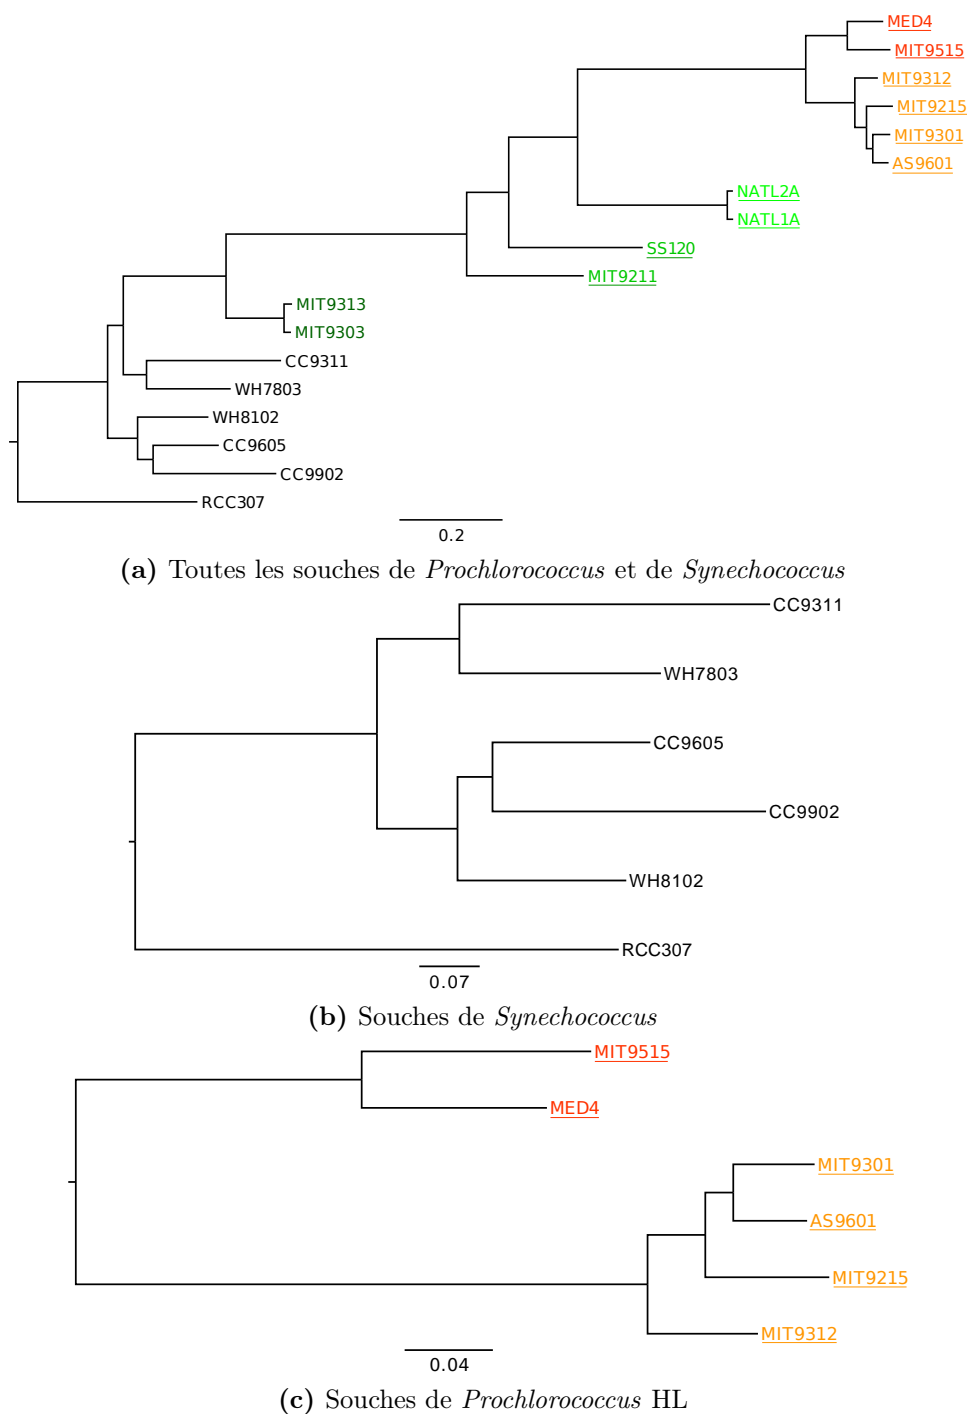 MED4
MIT9515
MIT9312
MIT9215
MIT9301
AS9601
NATL2A
NATL1A
SS120
MIT9211
MIT9313
MIT9303
CC9311
WH7803
WH8102
CC9605
CC9902
RCC307
0.2
(a) Toutes les souches de Prochlorococcus et de Synechococcus
CC9311
WH7803
CC9605
CC9902
WH8102
RCC307
0.07
(b) Souches de Synechococcus
MIT9515
MED4
MIT9301
AS9601
MIT9215
MIT9312
0.04
(c) Souches de Prochlorococcus HL